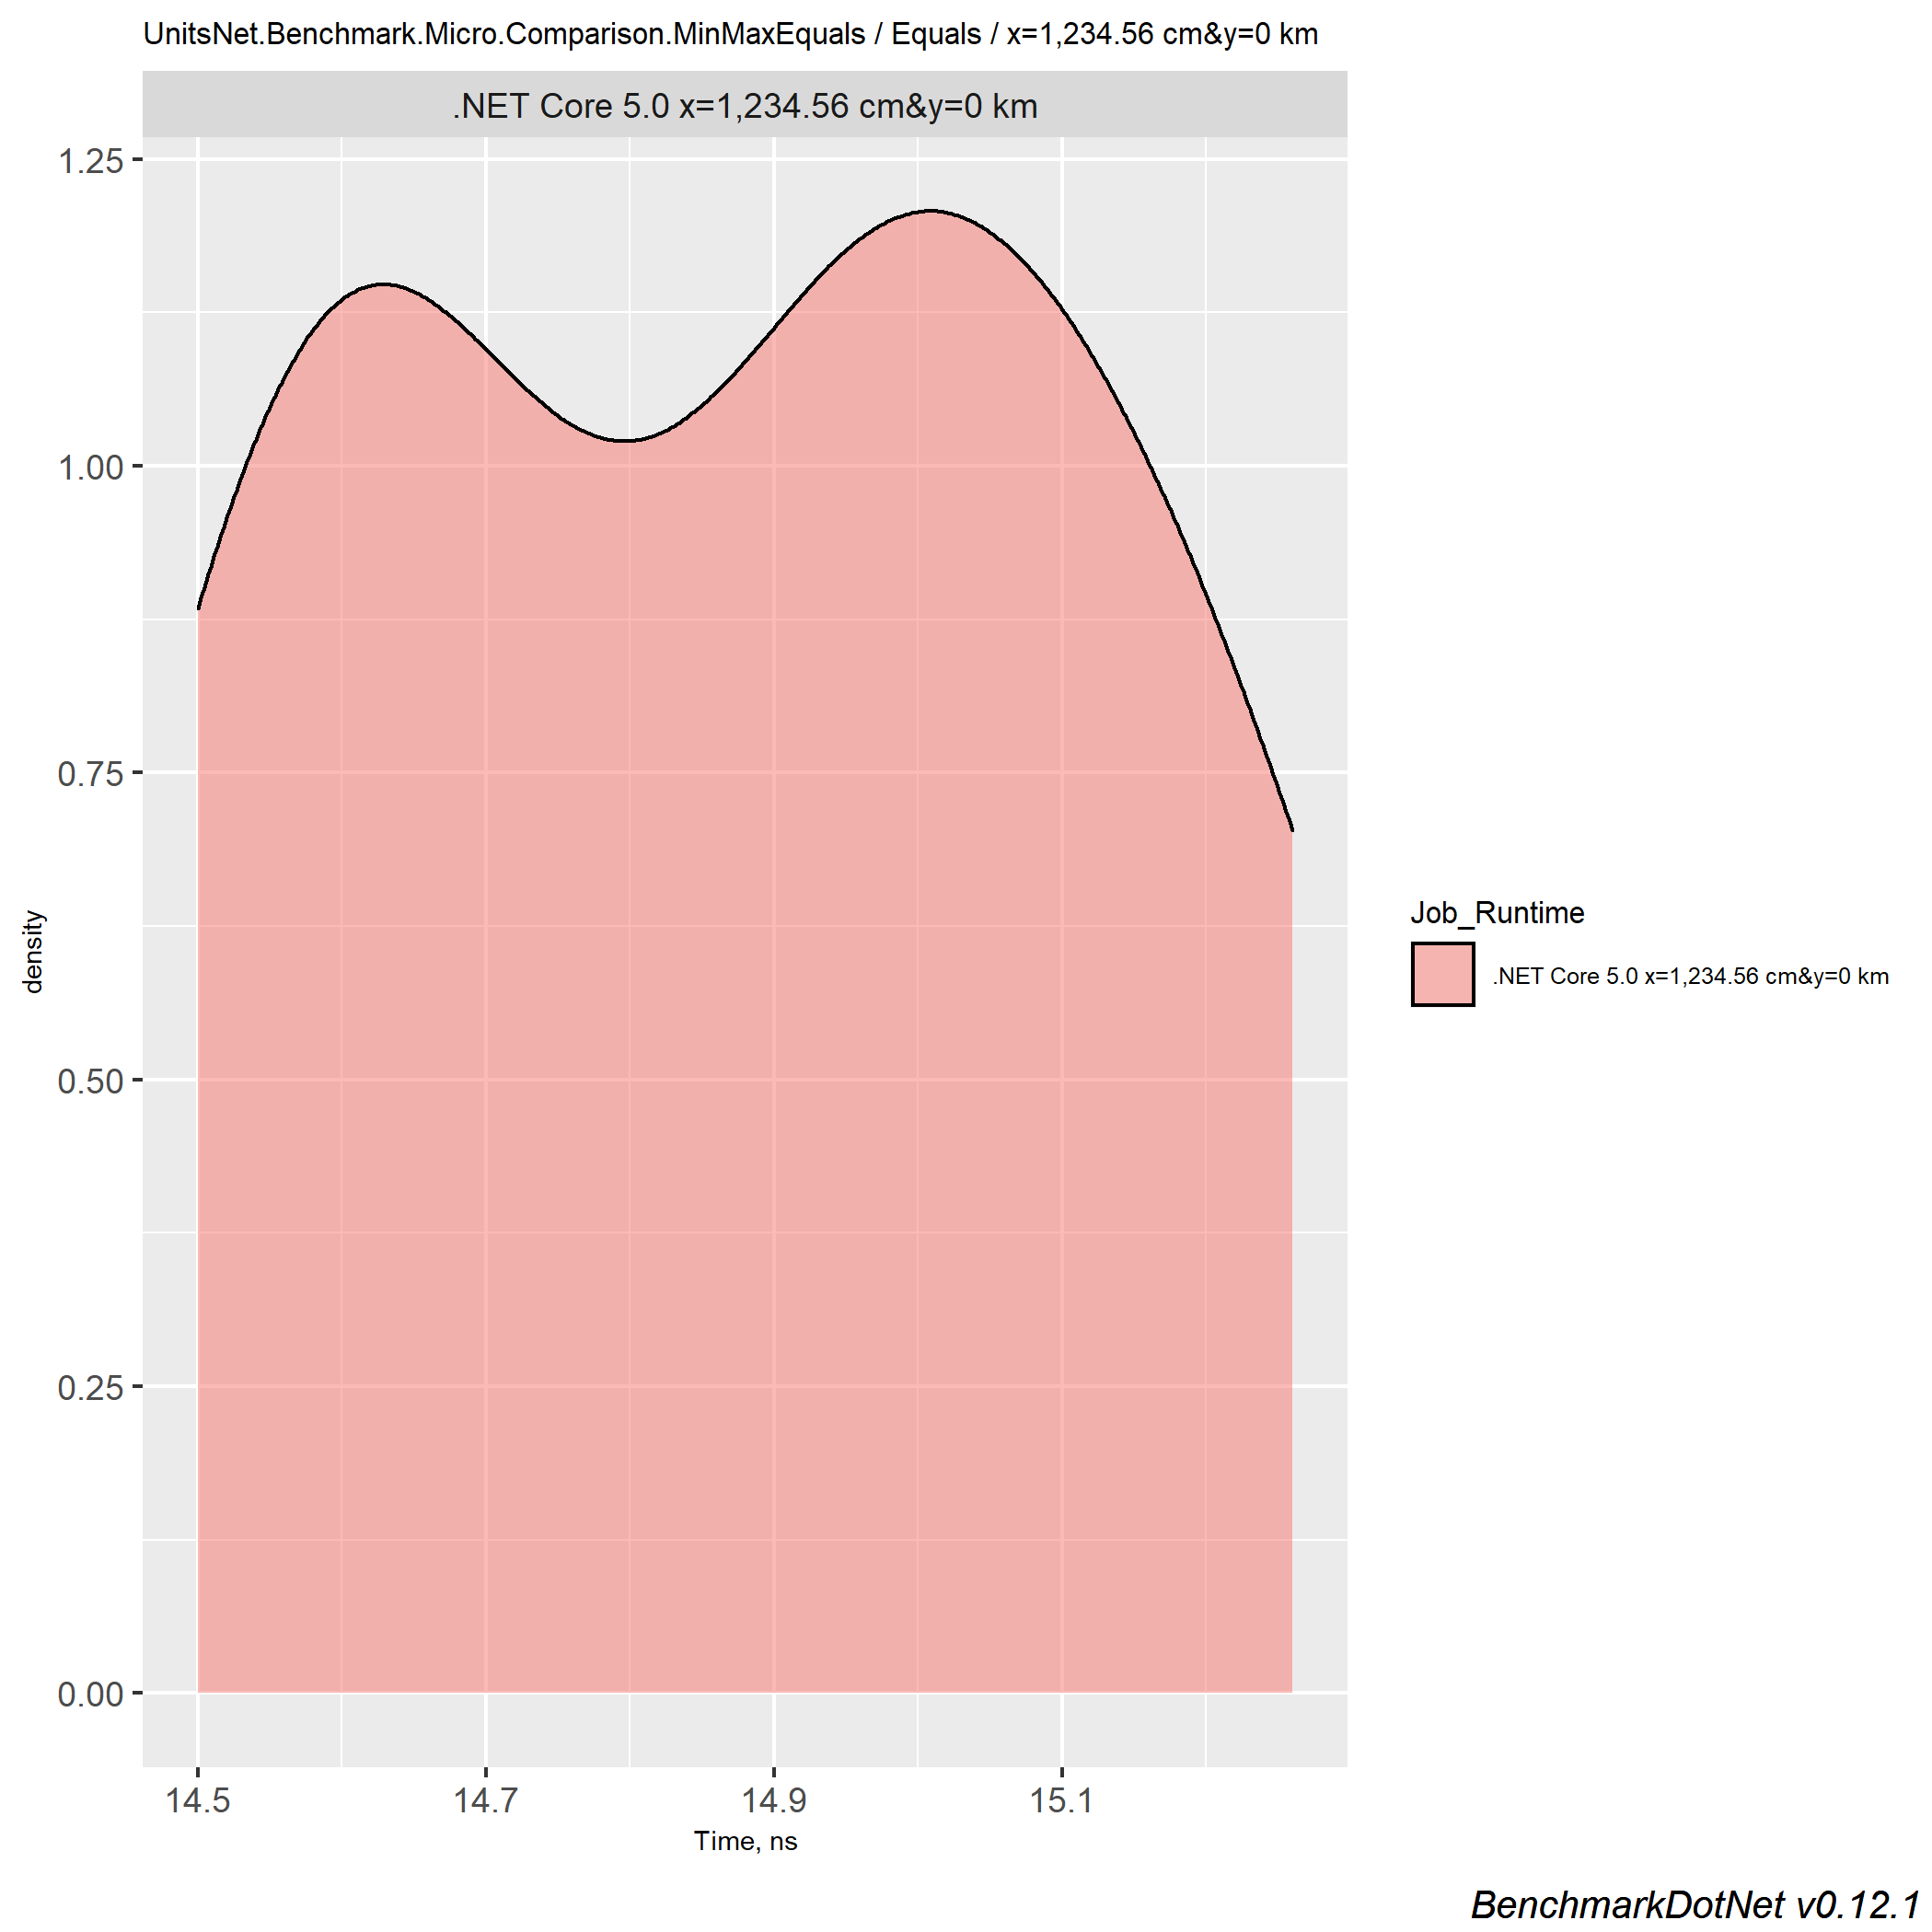 UnitsNet.Benchmark.Micro.Comparison.MinMaxEquals / Equals / x=1,234.56 cm&y=0 km
.NET Core 5.0 x=1,234.56 cm&y=0 km
1.25
1.00
0.75
0.50
0.25
0.00
density
14.5 14.7 14.9 15.1
Time, ns
Job_Runtime
.NET Core 5.0 x=1,234.56 cm&y=0 km
BenchmarkDotNet v0.12.1